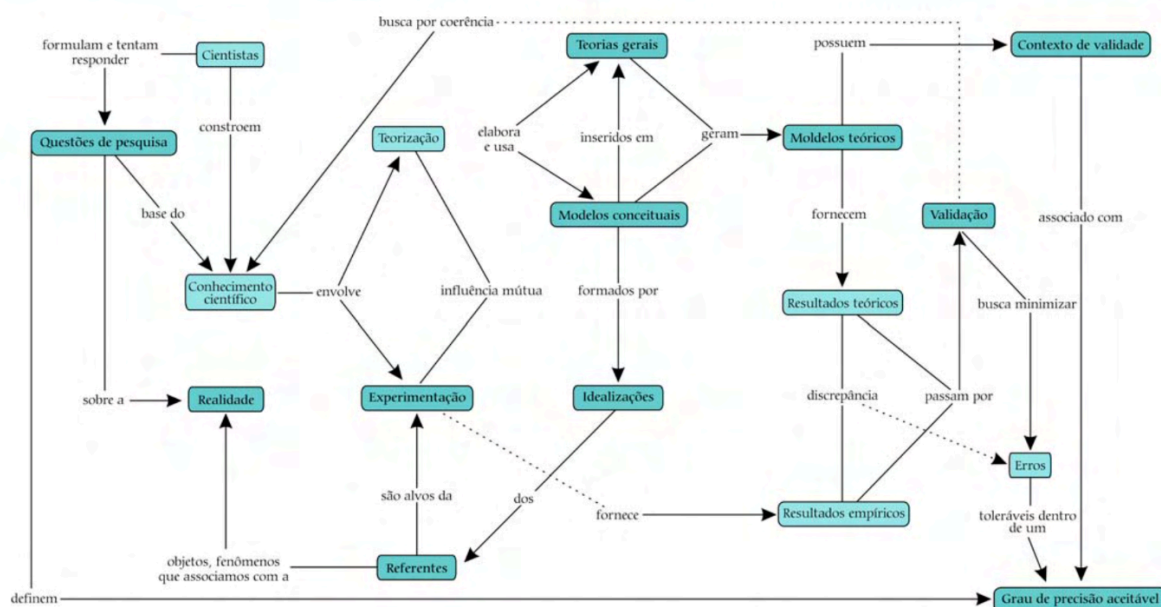 busca por coerência
formulam e tentam
responder
Cientistas
Teorias gerais
possuem
Contexto de validade
Questões de pesquisa
constroem
Teorização
elabora
e usa
inseridos em
geram
Moldelos teóricos
base do
Modelos conceituais
fornecem
Validação
associado com
Conhecimento
científico
envolve
influência mútua
formados por
Resultados teóricos
busca minimizar
sobre a
Realidade
Experimentação
Idealizações
discrepância
passam por
Erros
são alvos da
dos
fornece
Resultados empíricos
toleráveis dentro
de um
objetos, fenômenos
que associamos com a
Referentes
definem
Grau de precisão aceitável